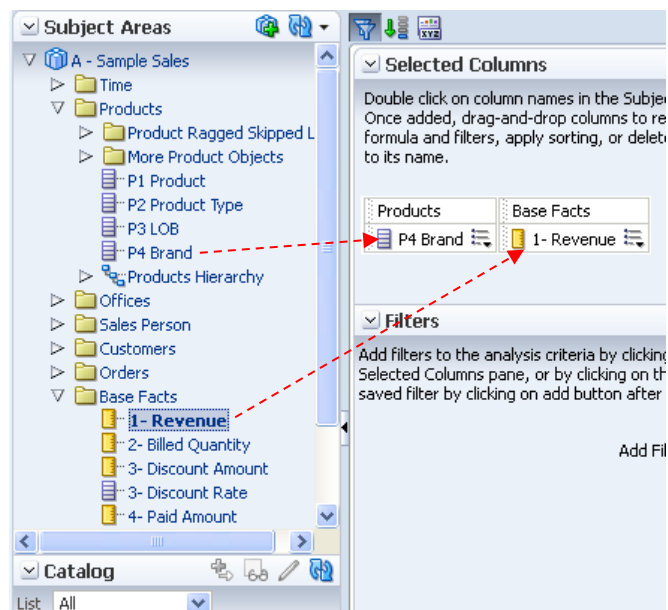 Subject Areas
A - Sample Sales
Time
Products
Product Ragged Skipped L
More Product Objects
P1 Product
P2 Product Type
P3 LOB
P4 Brand
Products Hierarchy
Offices
Sales Person
Customers
Orders
Base Facts
1- Revenue
2- Billed Quantity
3- Discount Amount
3- Discount Rate
4- Paid Amount
Catalog
List All
xyz
Selected Columns
Double click on column names in the Subje
Once added, drag-and-drop columns to re
formula and filters, apply sorting, or delet
to its name.
Products Base Facts
P4 Brand 1- Revenue
Filters
Add filters to the analysis criteria by clicking
Selected Columns pane, or by clicking on th
saved filter by clicking on add button after
Add Fil